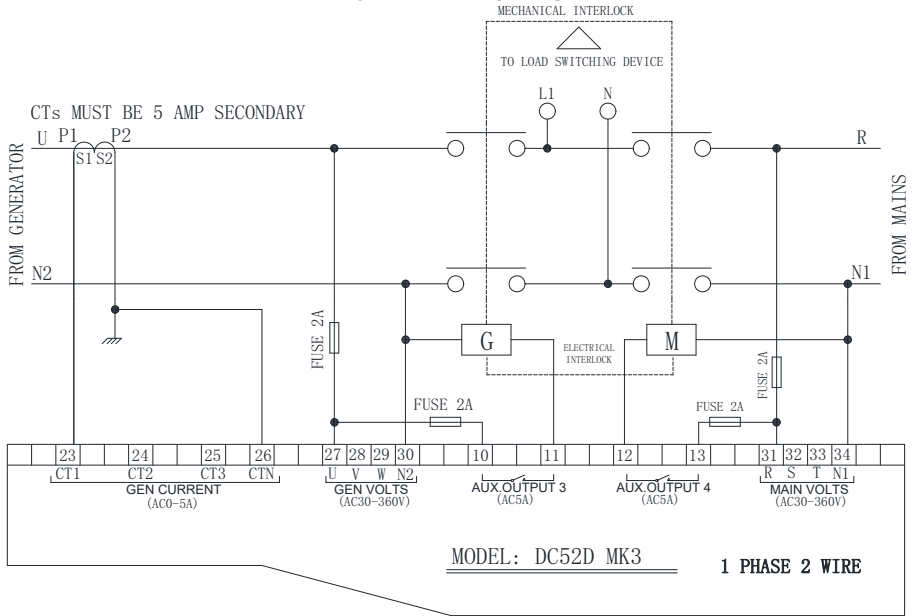 MECHANICAL INTERLOCK
TO LOAD SWITCHING DEVICE
L1 N
CTs MUST BE 5 AMP SECONDARY
U P1 P2
S1 S2
R
FROM GENERATOR
FROM MAINS
N2
N1
FUSE 2A
G
ELECTRICAL
INTERLOCK
M
FUSE 2A
FUSE 2A
FUSE 2A
23 24 25 26 27 28 29 30 10 11 12 13 31 32 33 34
CT1 CT2 CT3 CTN U V W N2 R S T N1
GEN CURRENT
(AC0-5A)
GEN VOLTS
(AC30-360V)
AUX.OUTPUT 3
(AC5A)
AUX.OUTPUT 4
(AC5A)
MAIN VOLTS
(AC30-360V)
MODEL: DC52D MK3
1 PHASE 2 WIRE